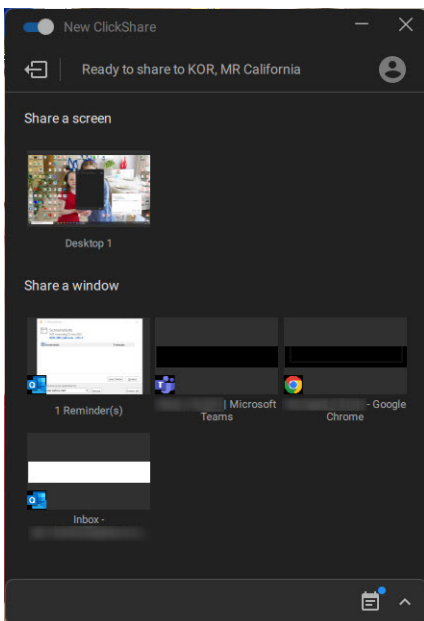 New ClickShare
Ready to share to KOR, MR California
Share a screen
Desktop 1
Share a window
1 Reminder(s)
| Microsoft
Teams
- Google
Chrome
Inbox -